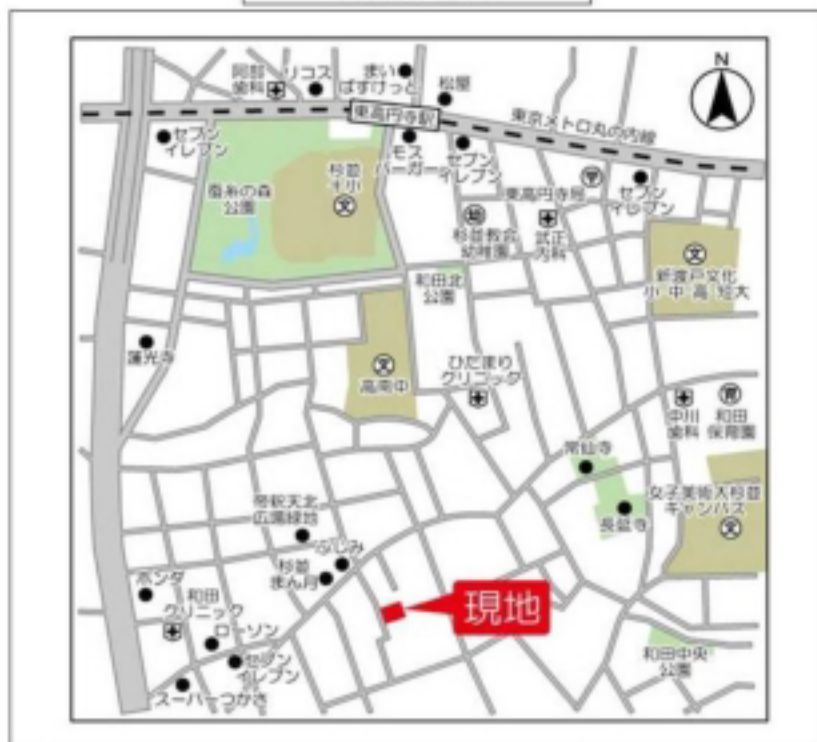 N
阿部
歯科
リコス
まい
ばすけっと
松屋
東高円寺駅
東京メトロ丸の内線
セブン
イレブン
モス
バーガー
セブン
イレブン
東高円寺局
セブン
イレブン
蚕糸の森
公園
杉並
十小
杉並教会
幼稚園
武正
内科
新渡戸文化
小 中 高 短大
和田北
公園
蓮光寺
高南中
ひだまり
クリニック
中川
歯科
和田
保育園
常仙寺
女子美術大杉並
キャンパス
長延寺
帝釈天北
広場緑地
ふじみ
杉並
まん月
ホンダ
和田
クリニック
現地
ローソン
セブン
イレブン
スーパーつかさ
和田中央
公園